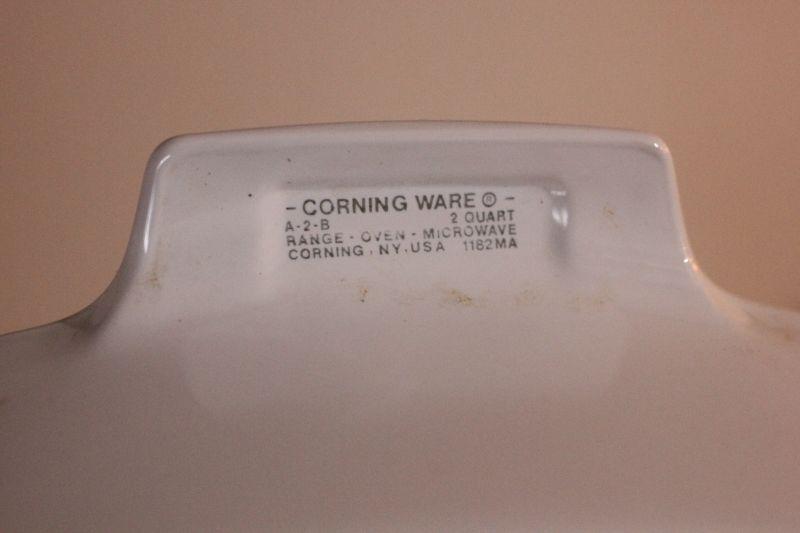 - CORNING WARE ® -
A-2-B 2 QUART
RANGE - OVEN - MICROWAVE
CORNING, NY, USA 1182MA